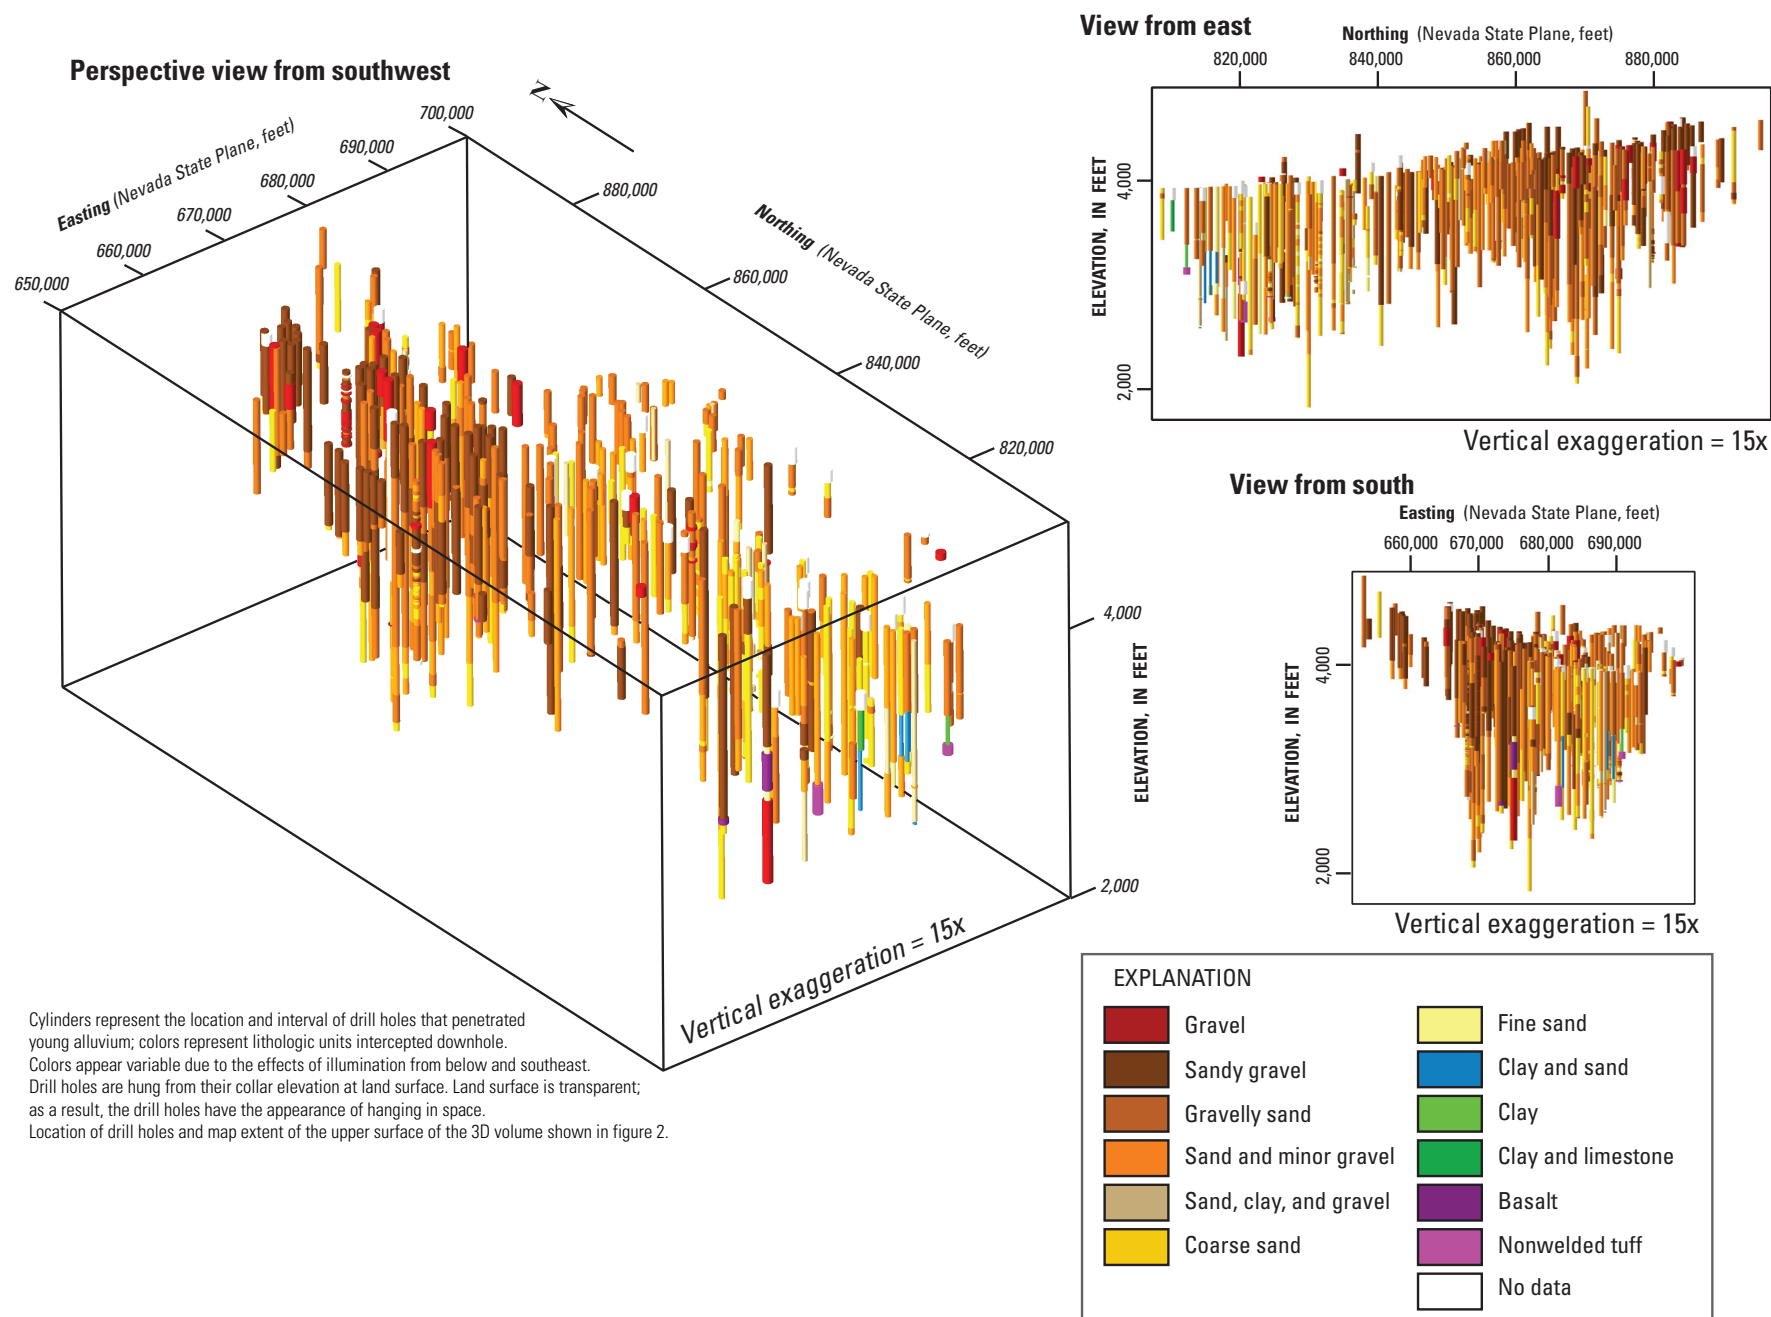 Perspective view from southwest
N
Easting (Nevada State Plane, feet)
650,000
660,000
670,000
680,000
690,000
700,000
Northing (Nevada State Plane, feet)
880,000
860,000
840,000
820,000
4,000
2,000
ELEVATION, IN FEET
Vertical exaggeration = 15x
View from east
Northing (Nevada State Plane, feet)
820,000 840,000 860,000 880,000
ELEVATION, IN FEET
4,000
2,000
Vertical exaggeration = 15x
View from south
Easting (Nevada State Plane, feet)
660,000 670,000 680,000 690,000
ELEVATION, IN FEET
4,000
2,000
Vertical exaggeration = 15x
Cylinders represent the location and interval of drill holes that penetrated
young alluvium; colors represent lithologic units intercepted downhole.
Colors appear variable due to the effects of illumination from below and southeast.
Drill holes are hung from their collar elevation at land surface. Land surface is transparent;
as a result, the drill holes have the appearance of hanging in space.
Location of drill holes and map extent of the upper surface of the 3D volume shown in figure 2.
EXPLANATION
Gravel
Sandy gravel
Gravelly sand
Sand and minor gravel
Sand, clay, and gravel
Coarse sand
Fine sand
Clay and sand
Clay
Clay and limestone
Basalt
Nonwelded tuff
No data